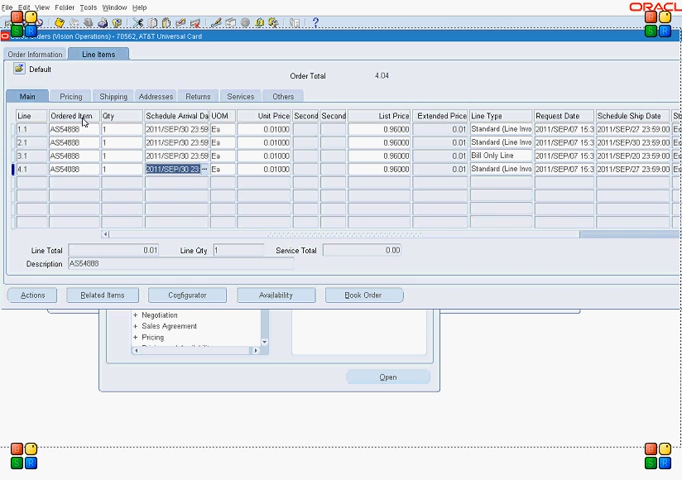 File Edit View Folder Tools Window Help
ORACL
Orders (Vision Operations) - 70562, AT&T Universal Card
Order Information Line Items
Default
Order Total 4.04
Main Pricing Shipping Addresses Returns Services Others
Line Ordered Item Qty Schedule Arrival Da UOM Unit Price Second Second List Price Extended Price Line Type Request Date Schedule Ship Date
1.1 AS54888 1 2011/SEP/30 23:59 Ea 0.01000 0.96000 0.01 Standard (Line Invo 2011/SEP/07 15:3 2011/SEP/27 23:59:00
2.1 AS54888 1 2011/SEP/30 23:59 Ea 0.01000 0.96000 0.01 Standard (Line Invo 2011/SEP/07 15:3 2011/SEP/27 23:59:00
3.1 AS54888 1 2011/SEP/30 23:59 Ea 0.01000 0.96000 0.01 Bill Only Line 2011/SEP/07 15:3 2011/SEP/20 23:59:00
4.1 AS54888 1 2011/SEP/30 23: Ea 0.01000 0.96000 0.01 Standard (Line Invo 2011/SEP/07 15:3 2011/SEP/27 23:59:00
Line Total 0.01 Line Qty 1 Service Total 0.00
Description AS54888
Actions Related Items Configurator Availability Book Order
+ Negotiation
+ Sales Agreement
+ Pricing
Open